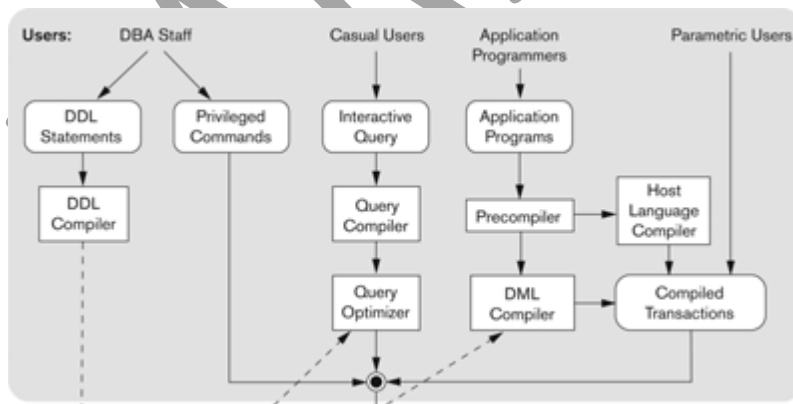 Users: DBA Staff Casual Users Application Programmers Parametric Users
DDL Statements
Privileged Commands
Interactive Query
Application Programs
DDL Compiler
Query Compiler
Precompiler
Host Language Compiler
Query Optimizer
DML Compiler
Compiled Transactions